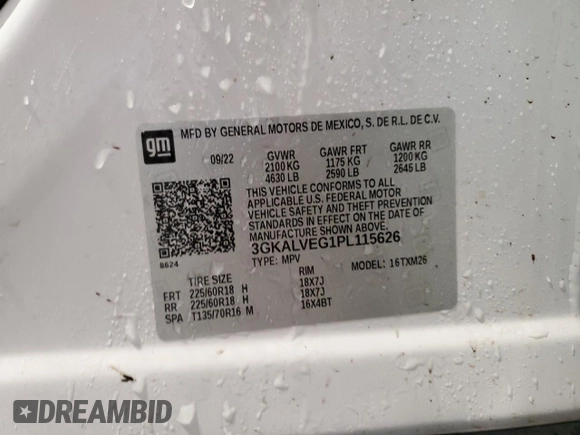 gm MFD BY GENERAL MOTORS DE MEXICO, S. DE R.L. DE C.V.
09/22 GVWR GAWR FRT GAWR RR
2100 KG 1175 KG 1200 KG
4630 LB 2590 LB 2645 LB
THIS VEHICLE CONFORMS TO ALL
APPLICABLE U.S. FEDERAL MOTOR
VEHICLE SAFETY AND THEFT PREVENTION
STANDARDS IN EFFECT ON THE DATE OF
MANUFACTURE SHOWN ABOVE.
3GKALVEG1PL115626
8624 TYPE: MPV MODEL: 16TXM26
TIRE SIZE RIM
FRT 225/60R18 H 18X7J
RR 225/60R18 H 18X7J
SPA T135/70R16 M 16X4BT
DREAMBID